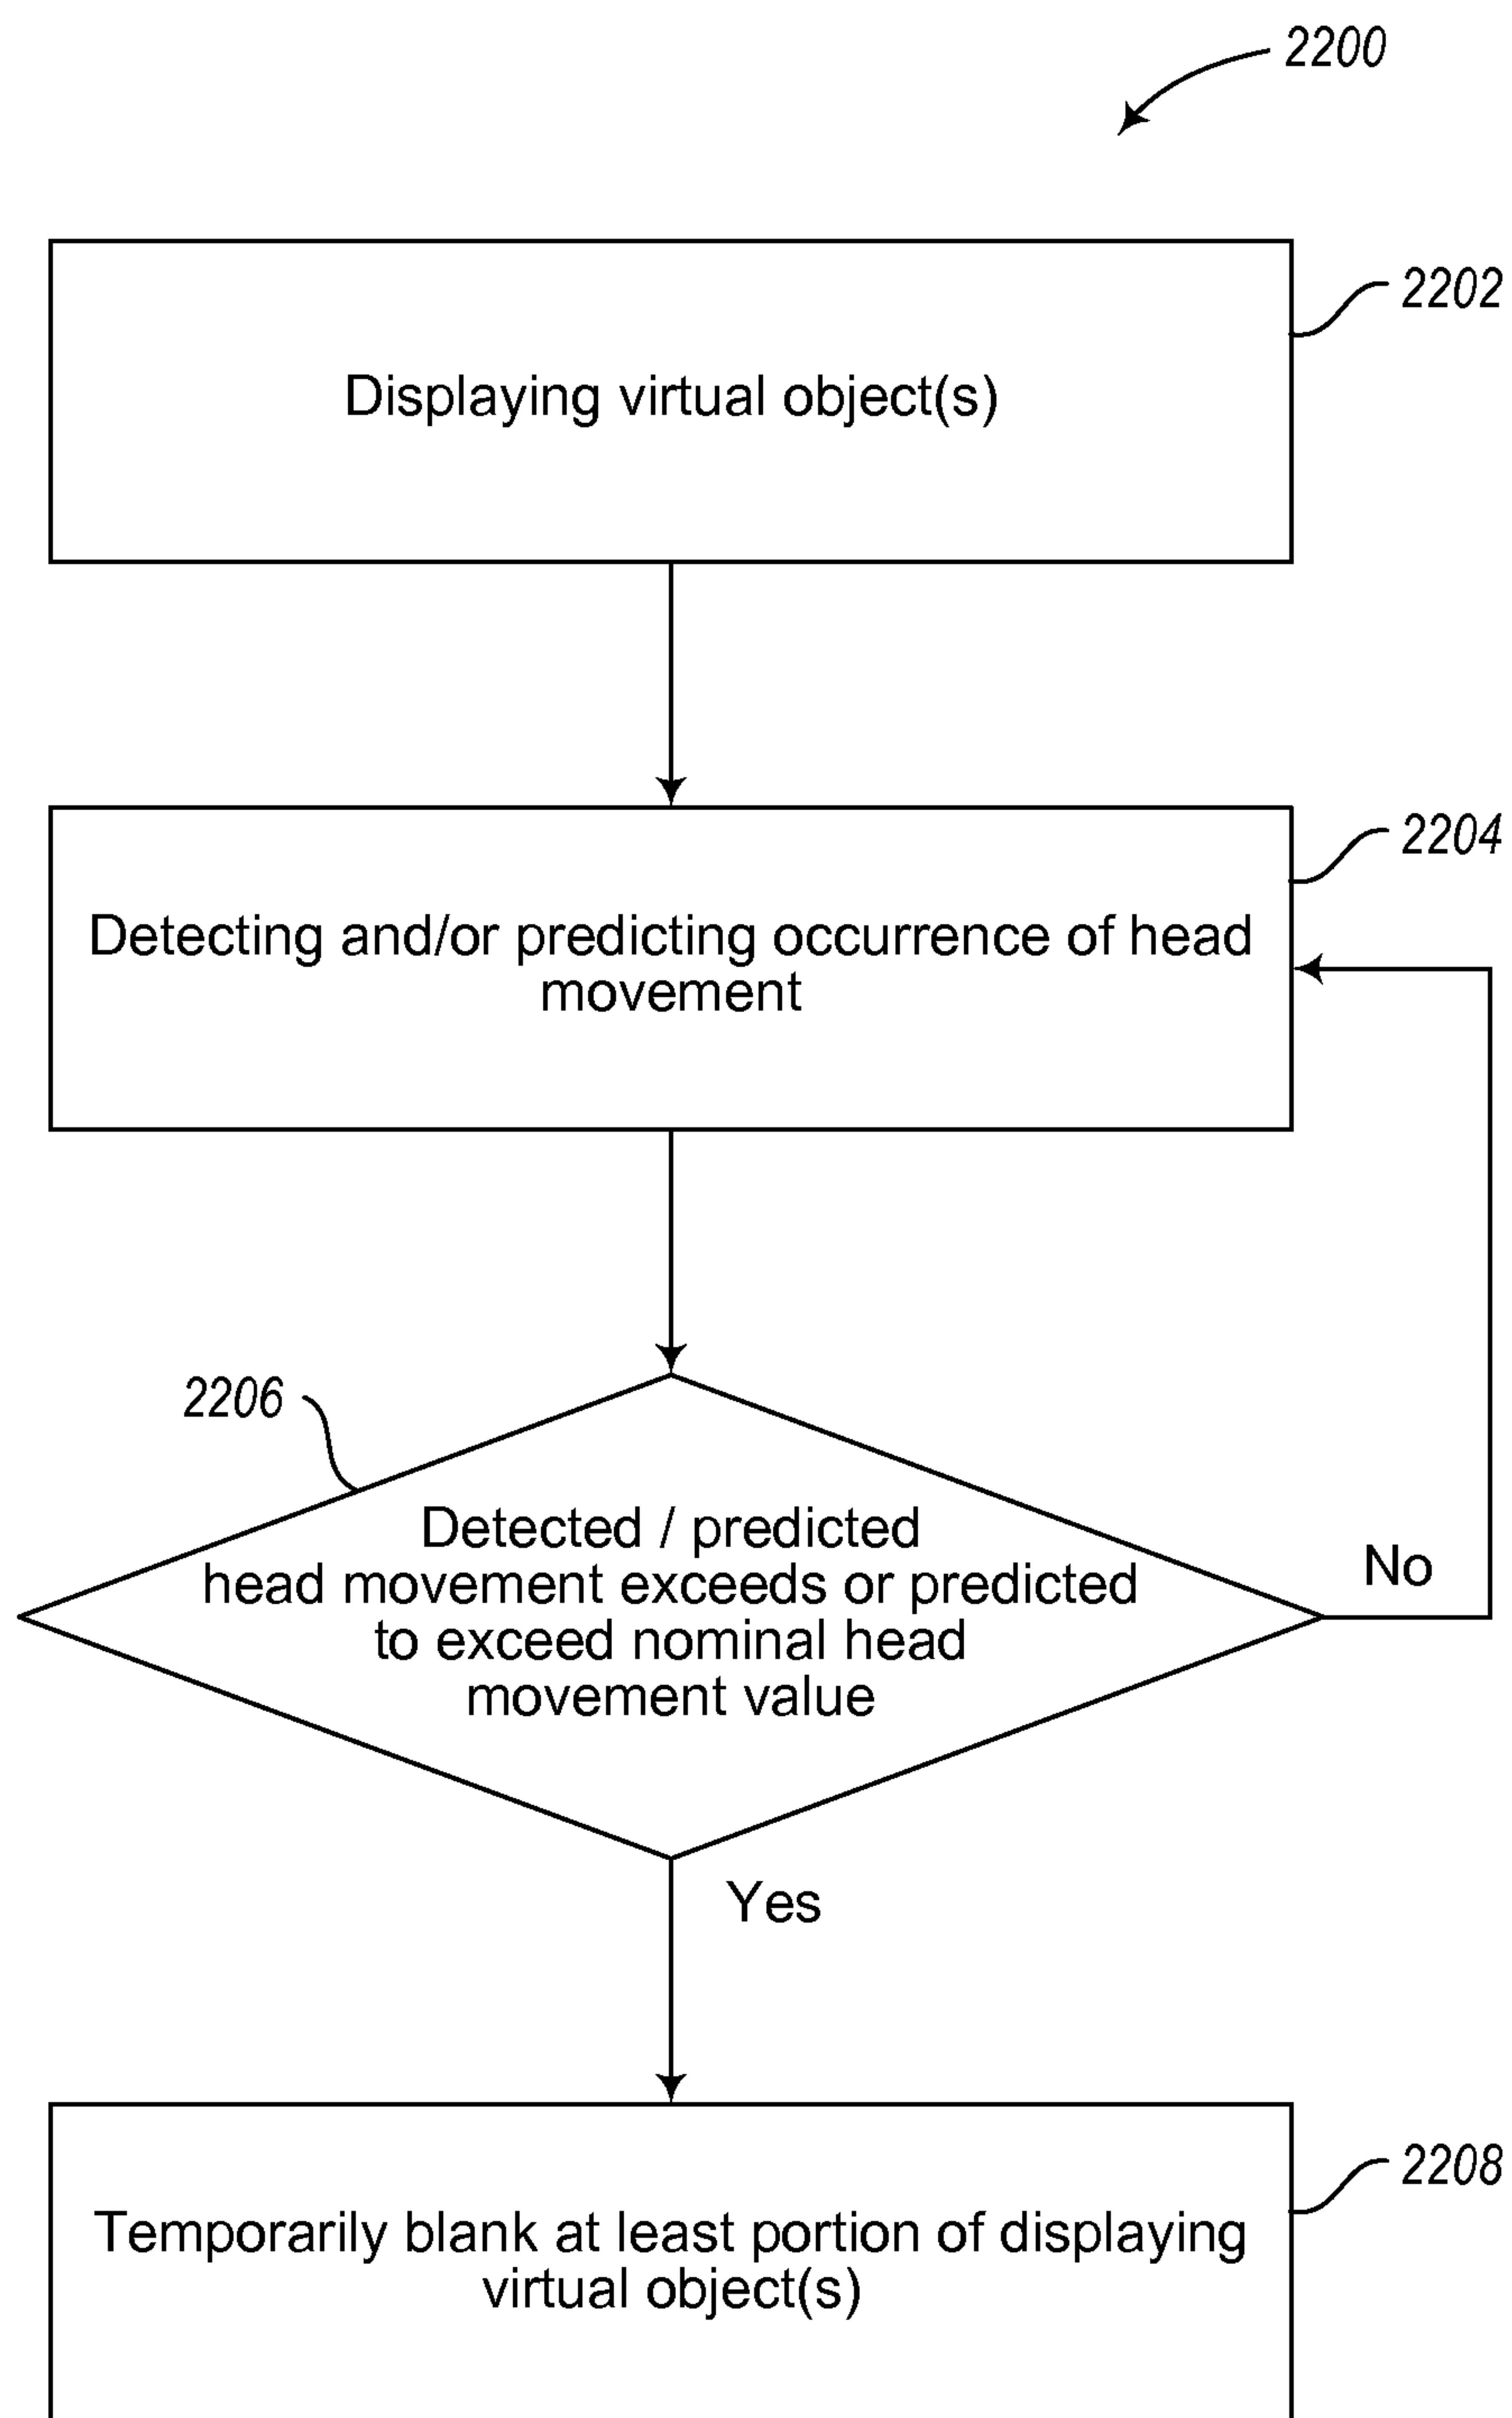 2200
2202
Displaying virtual object(s)
2204
Detecting and/or predicting occurrence of head
movement
2206
Detected / predicted
head movement exceeds or predicted
to exceed nominal head
movement value
No
Yes
2208
Temporarily blank at least portion of displaying
virtual object(s)